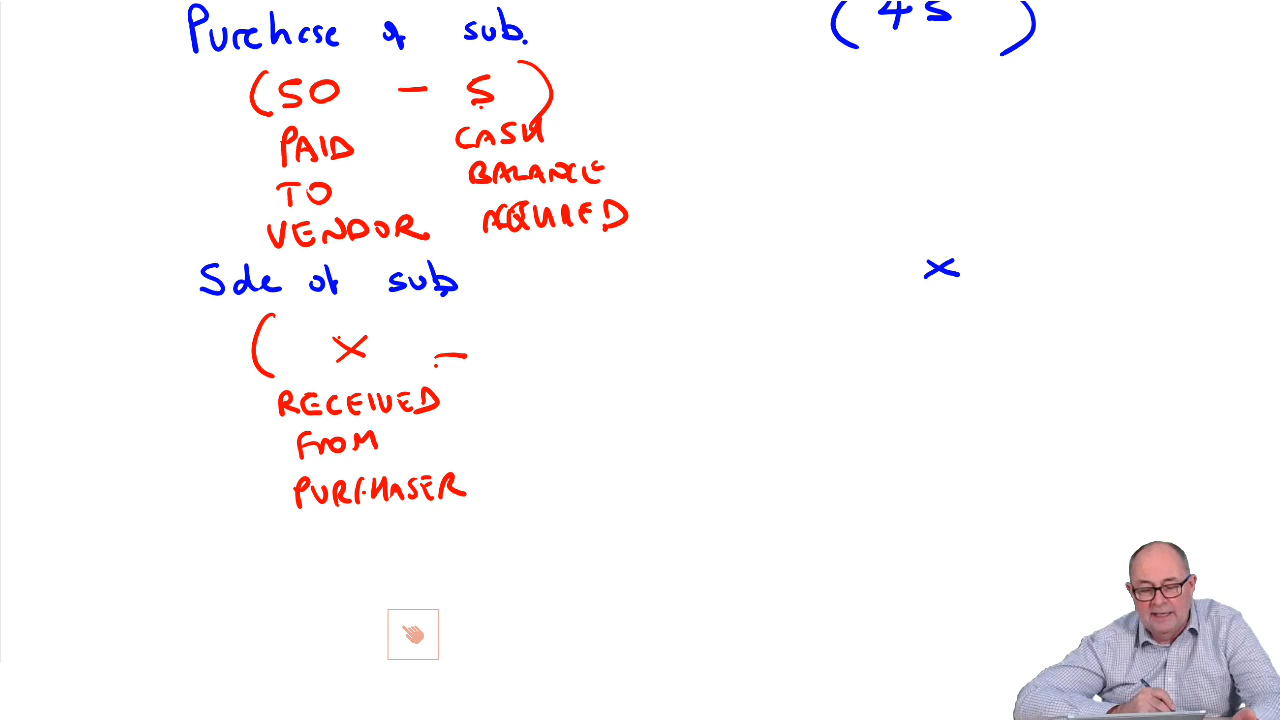 Purchase of sub.
(45)
(50 - 5)
PAID
TO
VENDOR
CASH
BALANCE
ACQUIRED
Sale of sub
x
( x -
RECEIVED
FROM
PURCHASER